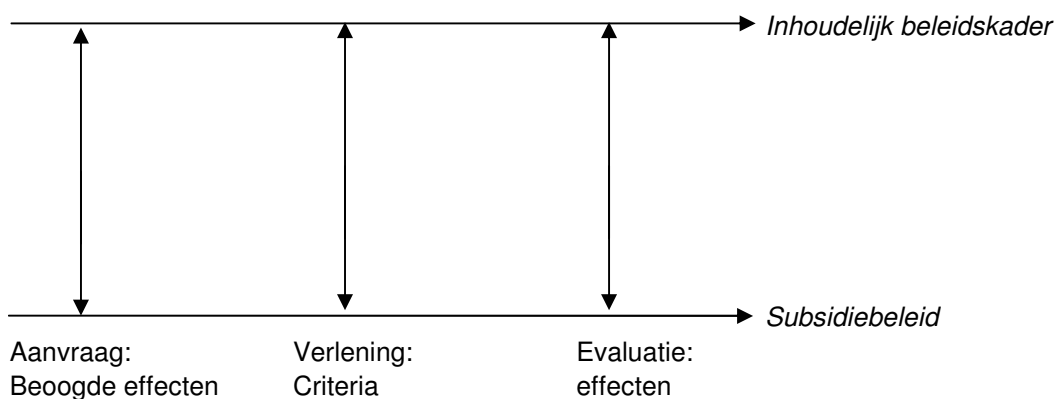 Inhoudelijk beleidskader
Subsidiebeleid
Aanvraag:
Beoogde effecten
Verlening:
Criteria
Evaluatie:
effecten